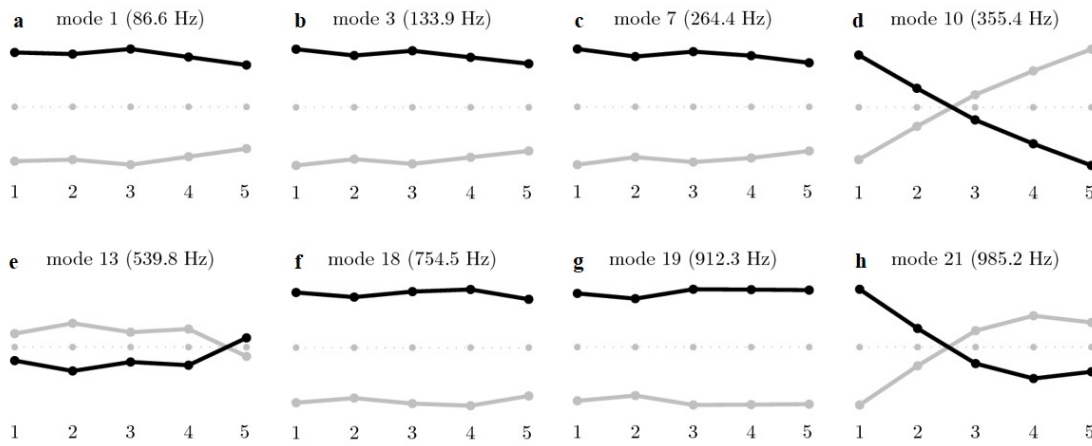 a mode 1 (86.6 Hz) b mode 3 (133.9 Hz) c mode 7 (264.4 Hz) d mode 10 (355.4 Hz)
1 2 3 4 5 1 2 3 4 5 1 2 3 4 5 1 2 3 4 5
e mode 13 (539.8 Hz) f mode 18 (754.5 Hz) g mode 19 (912.3 Hz) h mode 21 (985.2 Hz)
1 2 3 4 5 1 2 3 4 5 1 2 3 4 5 1 2 3 4 5